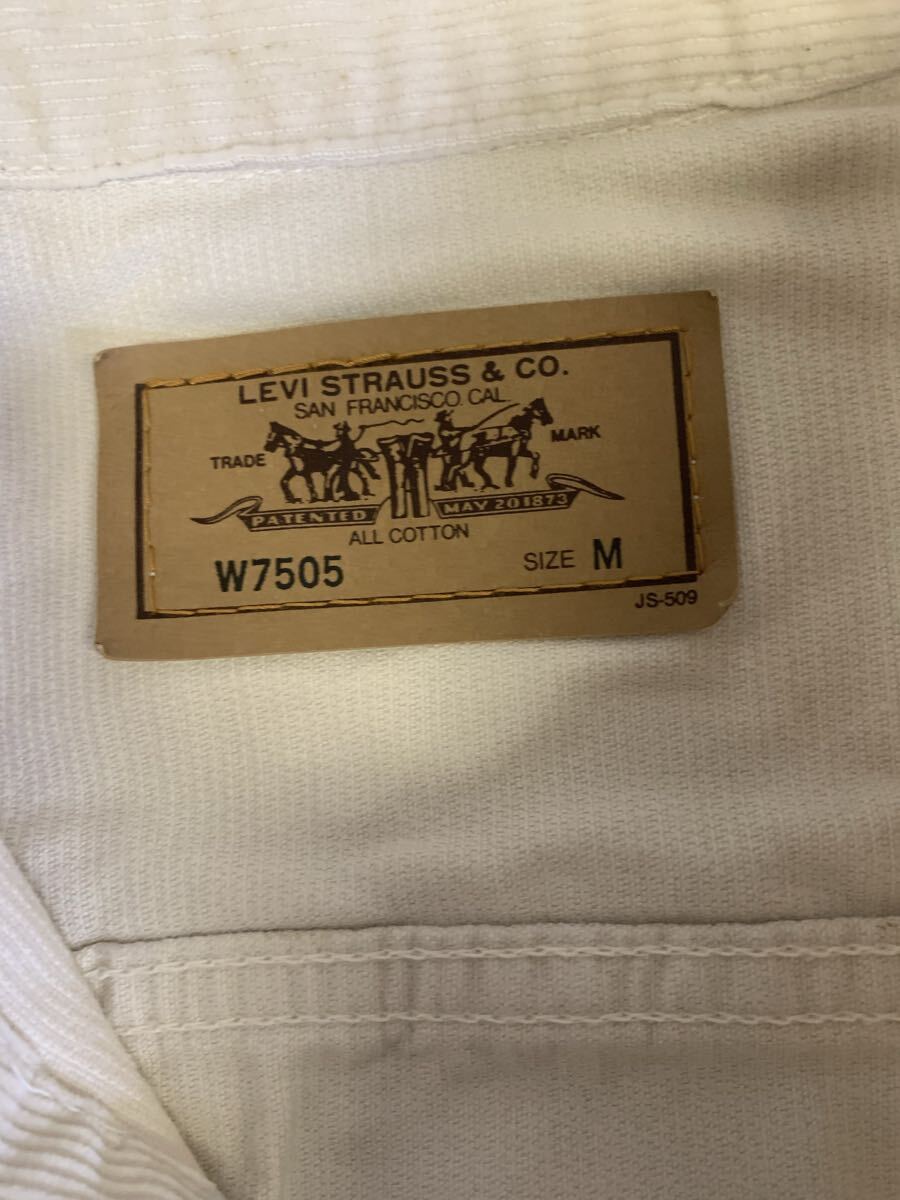 LEVI STRAUSS & CO.
SAN FRANCISCO. CAL.
TRADE MARK
PATENTED MAY 20 1873
ALL COTTON
W7505 SIZE M
JS-509